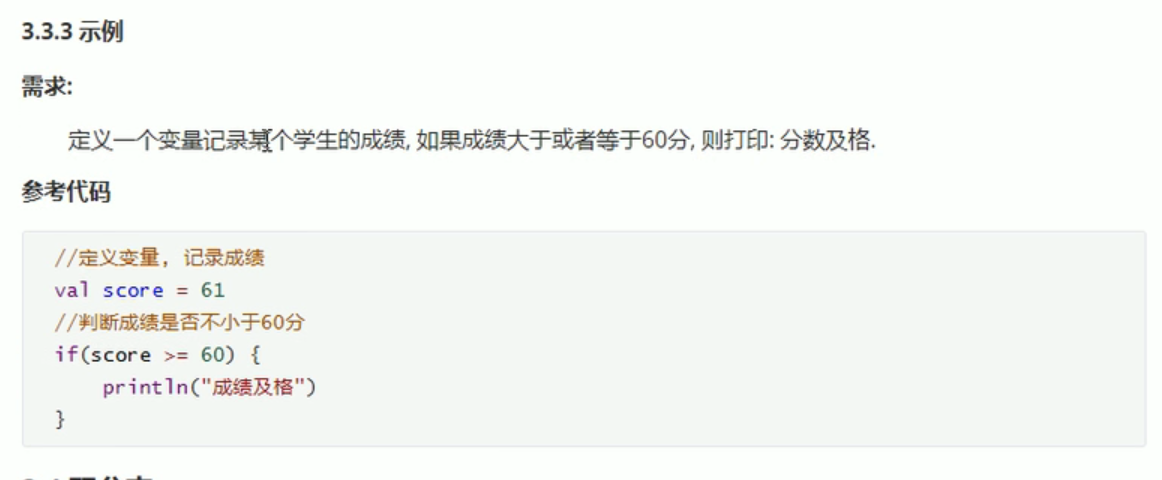 3.3.3 示例
需求:
定义一个变量记录某个学生的成绩, 如果成绩大于或者等于60分, 则打印: 分数及格.
参考代码
//定义变量, 记录成绩
val score = 61
//判断成绩是否不小于60分
if(score >= 60) {
    println("成绩及格")
}